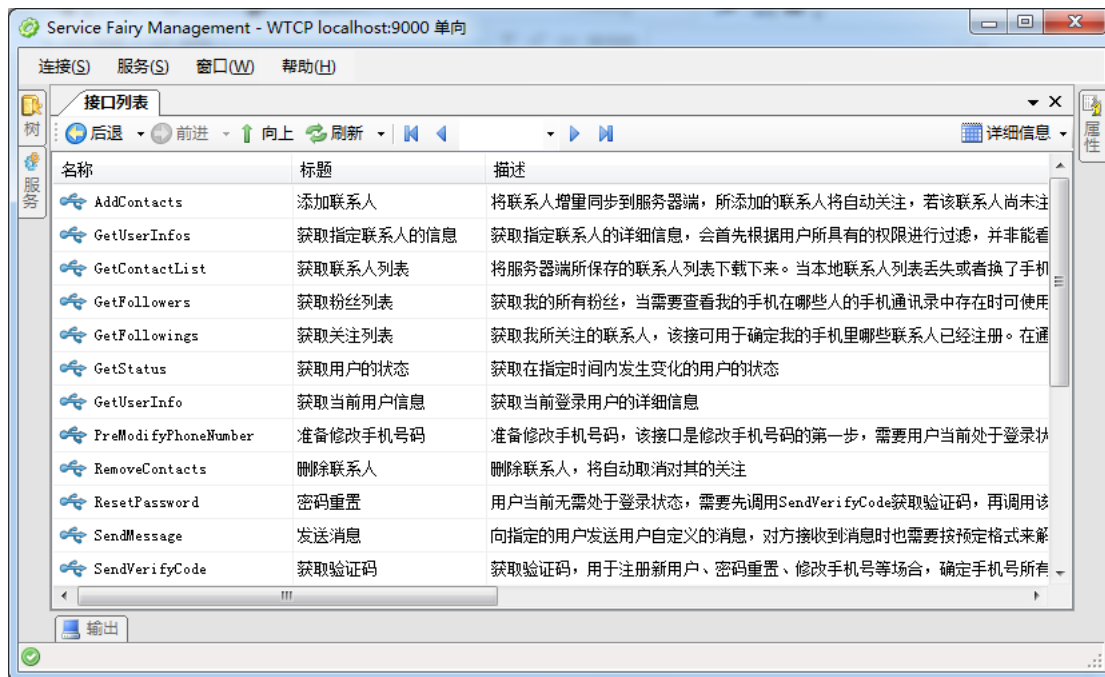 Service Fairy Management - WTCP localhost:9000 单向
连接(S) 服务(S) 窗口(W) 帮助(H)
树
服务
接口列表
属性
后退 前进 向上 刷新 详细信息
名称 标题 描述
AddContacts 添加联系人 将联系人增量同步到服务器端，所添加的联系人将自动关注，若该联系人尚未注
GetUserInfos 获取指定联系人的信息 获取指定联系人的详细信息，会首先根据用户所具有的权限进行过滤，并非能看
GetContactList 获取联系人列表 将服务器端所保存的联系人列表下载下来。当本地联系人列表丢失或者换了手机
GetFollowers 获取粉丝列表 获取我的所有粉丝，当需要查看我的手机在哪些人的手机通讯录中存在时可使用
GetFollowings 获取关注列表 获取我所关注的联系人，该接可用于确定我的手机里哪些联系人已经注册。在通
GetStatus 获取用户的状态 获取在指定时间内发生变化的用户的状态
GetUserInfo 获取当前用户信息 获取当前登录用户的详细信息
PreModifyPhoneNumber 准备修改手机号码 准备修改手机号码，该接口是修改手机号码的第一步，需要用户当前处于登录状
RemoveContacts 删除联系人 删除联系人，将自动取消对其的关注
ResetPassword 密码重置 用户当前无需处于登录状态，需要先调用SendVerifyCode获取验证码，再调用该
SendMessage 发送消息 向指定的用户发送用户自定义的消息，对方接收到消息时也需要按预定格式来解
SendVerifyCode 获取验证码 获取验证码，用于注册新用户、密码重置、修改手机号等场合，确定手机号所有
输出